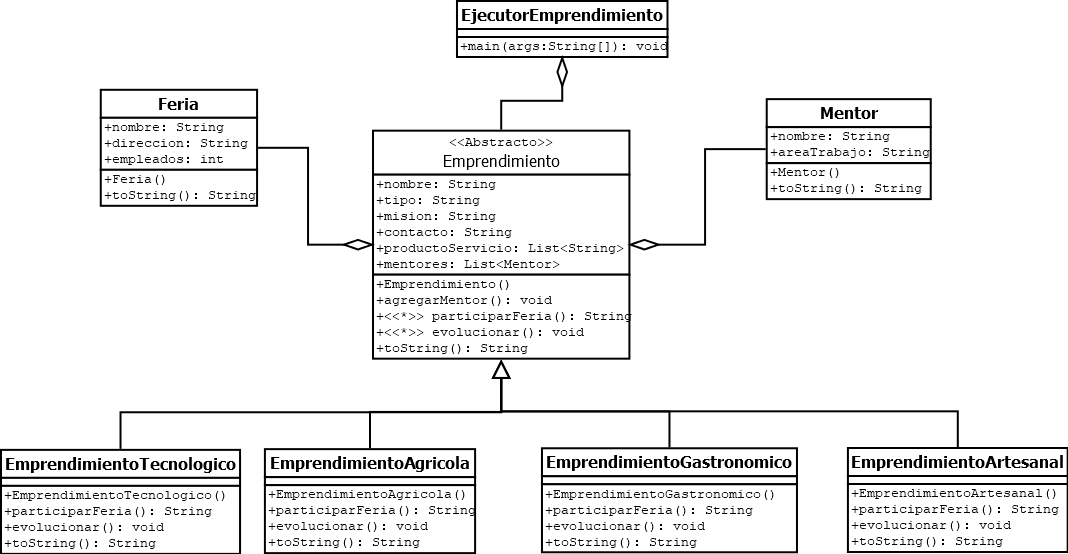 EjecutorEmprendimiento
+main(args:String[]): void
Feria
+nombre: String
+direccion: String
+empleados: int
+Feria()
+toString(): String
<<Abstracto>>
Emprendimiento
+nombre: String
+tipo: String
+mision: String
+contacto: String
+productoServicio: List<String>
+mentores: List<Mentor>
+Emprendimiento()
+agregarMentor(): void
+<<*>> participarFeria(): String
+<<*>> evolucionar(): void
+toString(): String
Mentor
+nombre: String
+areaTrabajo: String
+Mentor()
+toString(): String
EmprendimientoTecnologico
+EmprendimientoTecnologico()
+participarFeria(): String
+evolucionar(): void
+toString(): String
EmprendimientoAgricola
+EmprendimientoAgricola()
+participarFeria(): String
+evolucionar(): void
+toString(): String
EmprendimientoGastronomico
+EmprendimientoGastronomico()
+participarFeria(): String
+evolucionar(): void
+toString(): String
EmprendimientoArtesanal
+EmprendimientoArtesanal()
+participarFeria(): String
+evolucionar(): void
+toString(): String